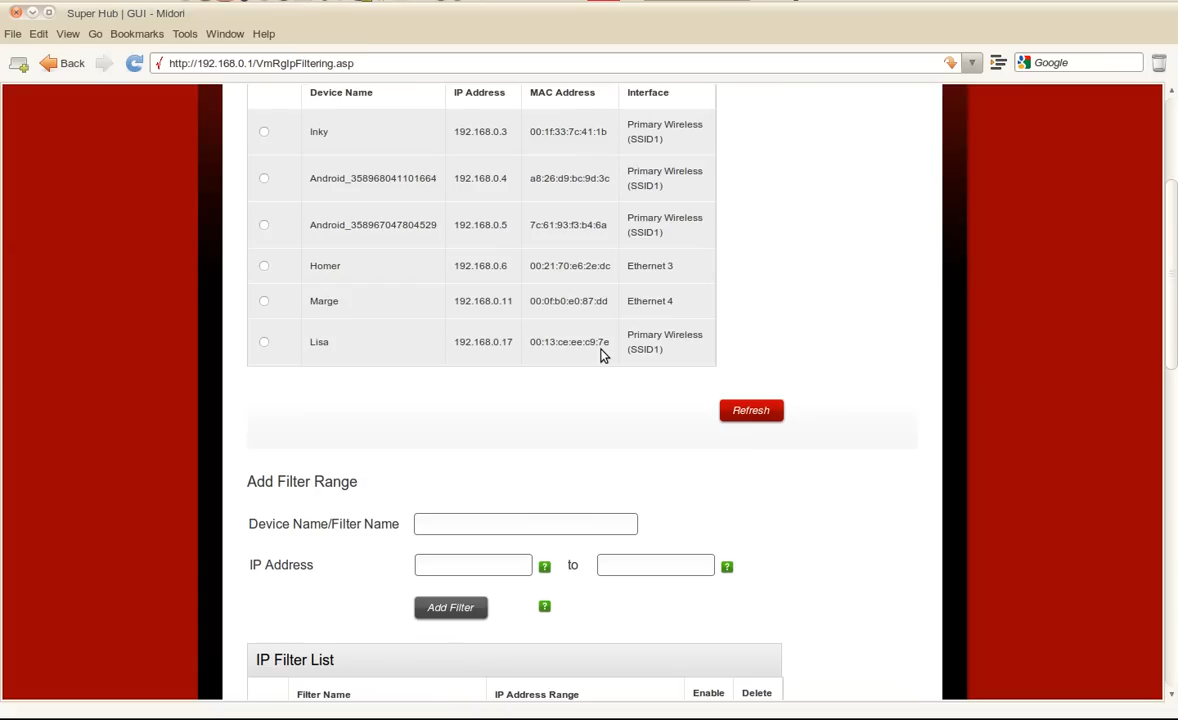 Super Hub | GUI - Midori
File Edit View Go Bookmarks Tools Window Help
Back http://192.168.0.1/VmRgIpFiltering.asp Google
Device Name IP Address MAC Address Interface
Inky 192.168.0.3 00:1f:33:7c:41:1b Primary Wireless
(SSID1)
Android_358968041101664 192.168.0.4 a8:26:d9:bc:9d:3c Primary Wireless
(SSID1)
Android_358967047804529 192.168.0.5 7c:61:93:f3:b4:6a Primary Wireless
(SSID1)
Homer 192.168.0.6 00:21:70:e6:2e:dc Ethernet 3
Marge 192.168.0.11 00:0f:b0:e0:87:dd Ethernet 4
Lisa 192.168.0.17 00:13:ce:ee:c9:7e Primary Wireless
(SSID1)
Refresh
Add Filter Range
Device Name/Filter Name
IP Address ? to ?
Add Filter ?
IP Filter List
Filter Name IP Address Range Enable Delete